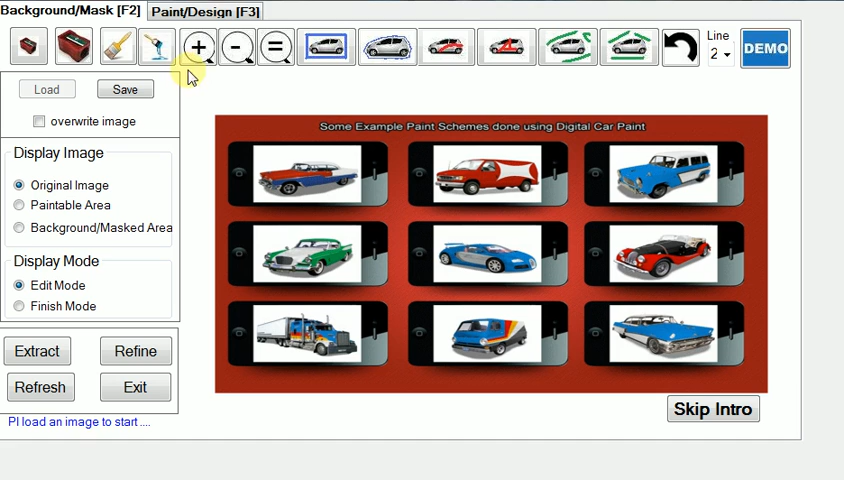 Background/Mask [F2]
Paint/Design [F3]
Line
2
DEMO
Load
Save
overwrite image
Display Image
Original Image
Paintable Area
Background/Masked Area
Display Mode
Edit Mode
Finish Mode
Extract
Refine
Refresh
Exit
Pl load an image to start ....
Some Example Paint Schemes done using Digital Car Paint
Skip Intro